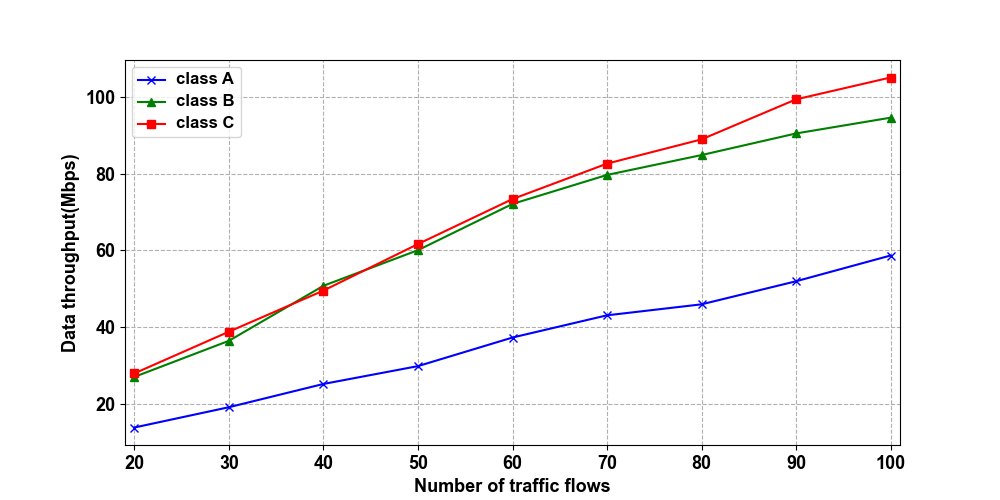 class A
class B
class C
100
80
60
40
20
Data throughput(Mbps)
20 30 40 50 60 70 80 90 100
Number of traffic flows